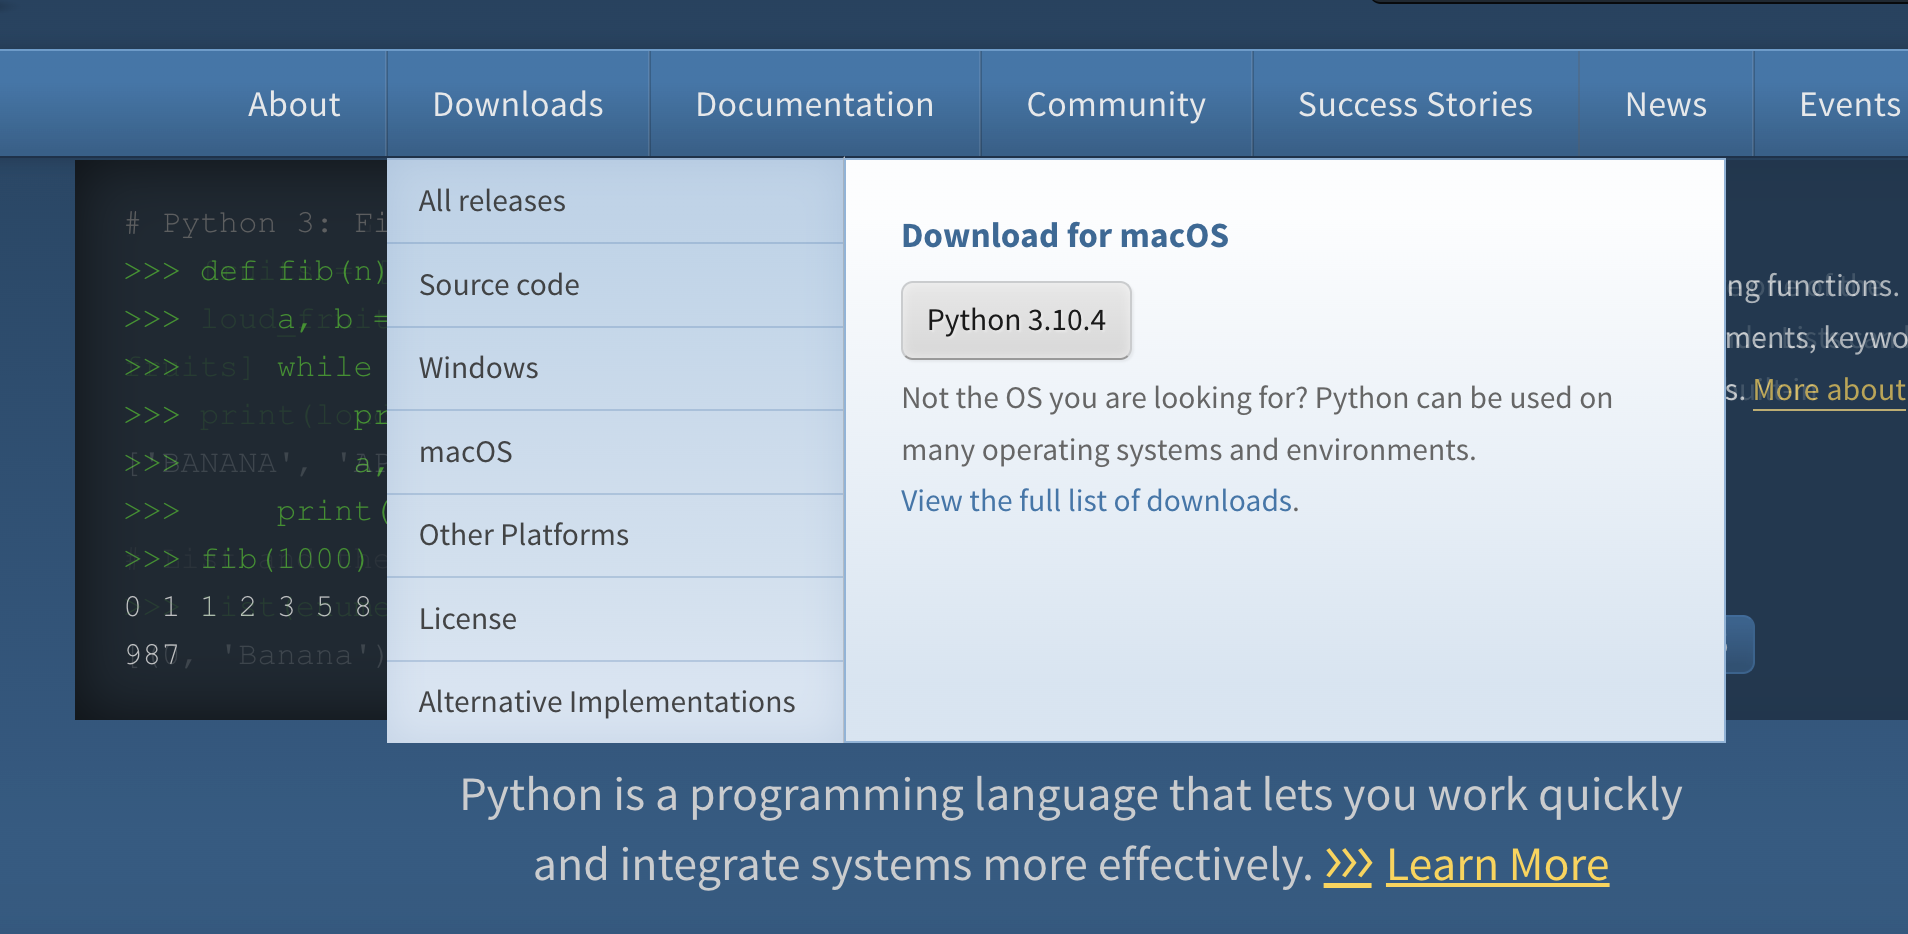 About
Downloads
Documentation
Community
Success Stories
News
Events
# Python 3: Fi
>>> def fib(n)
>>> a, b =
>>> while
>>> pr
>>> a,
>>> print(
>>> fib(1000)
0 1 1 2 3 5 8
987
All releases
Source code
Windows
macOS
Other Platforms
License
Alternative Implementations
Download for macOS
Python 3.10.4
Not the OS you are looking for? Python can be used on
many operating systems and environments.
View the full list of downloads.
ng functions.
ments, keywo
s. More about
Python is a programming language that lets you work quickly
and integrate systems more effectively. >>> Learn More